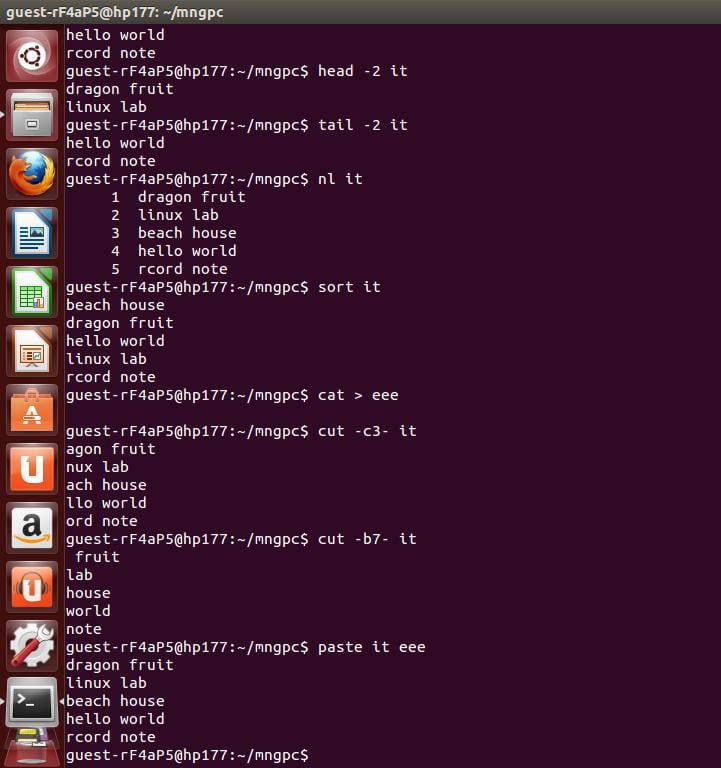 guest-rF4aP5@hp177: ~/mngpc
hello world
rcord note
guest-rF4aP5@hp177:~/mngpc$ head -2 it
dragon fruit
linux lab
guest-rF4aP5@hp177:~/mngpc$ tail -2 it
hello world
rcord note
guest-rF4aP5@hp177:~/mngpc$ nl it
     1  dragon fruit
     2  linux lab
     3  beach house
     4  hello world
     5  rcord note
guest-rF4aP5@hp177:~/mngpc$ sort it
beach house
dragon fruit
hello world
linux lab
rcord note
guest-rF4aP5@hp177:~/mngpc$ cat > eee
guest-rF4aP5@hp177:~/mngpc$ cut -c3- it
agon fruit
nux lab
ach house
llo world
ord note
guest-rF4aP5@hp177:~/mngpc$ cut -b7- it
 fruit
lab
house
world
note
guest-rF4aP5@hp177:~/mngpc$ paste it eee
dragon fruit
linux lab
beach house
hello world
rcord note
guest-rF4aP5@hp177:~/mngpc$